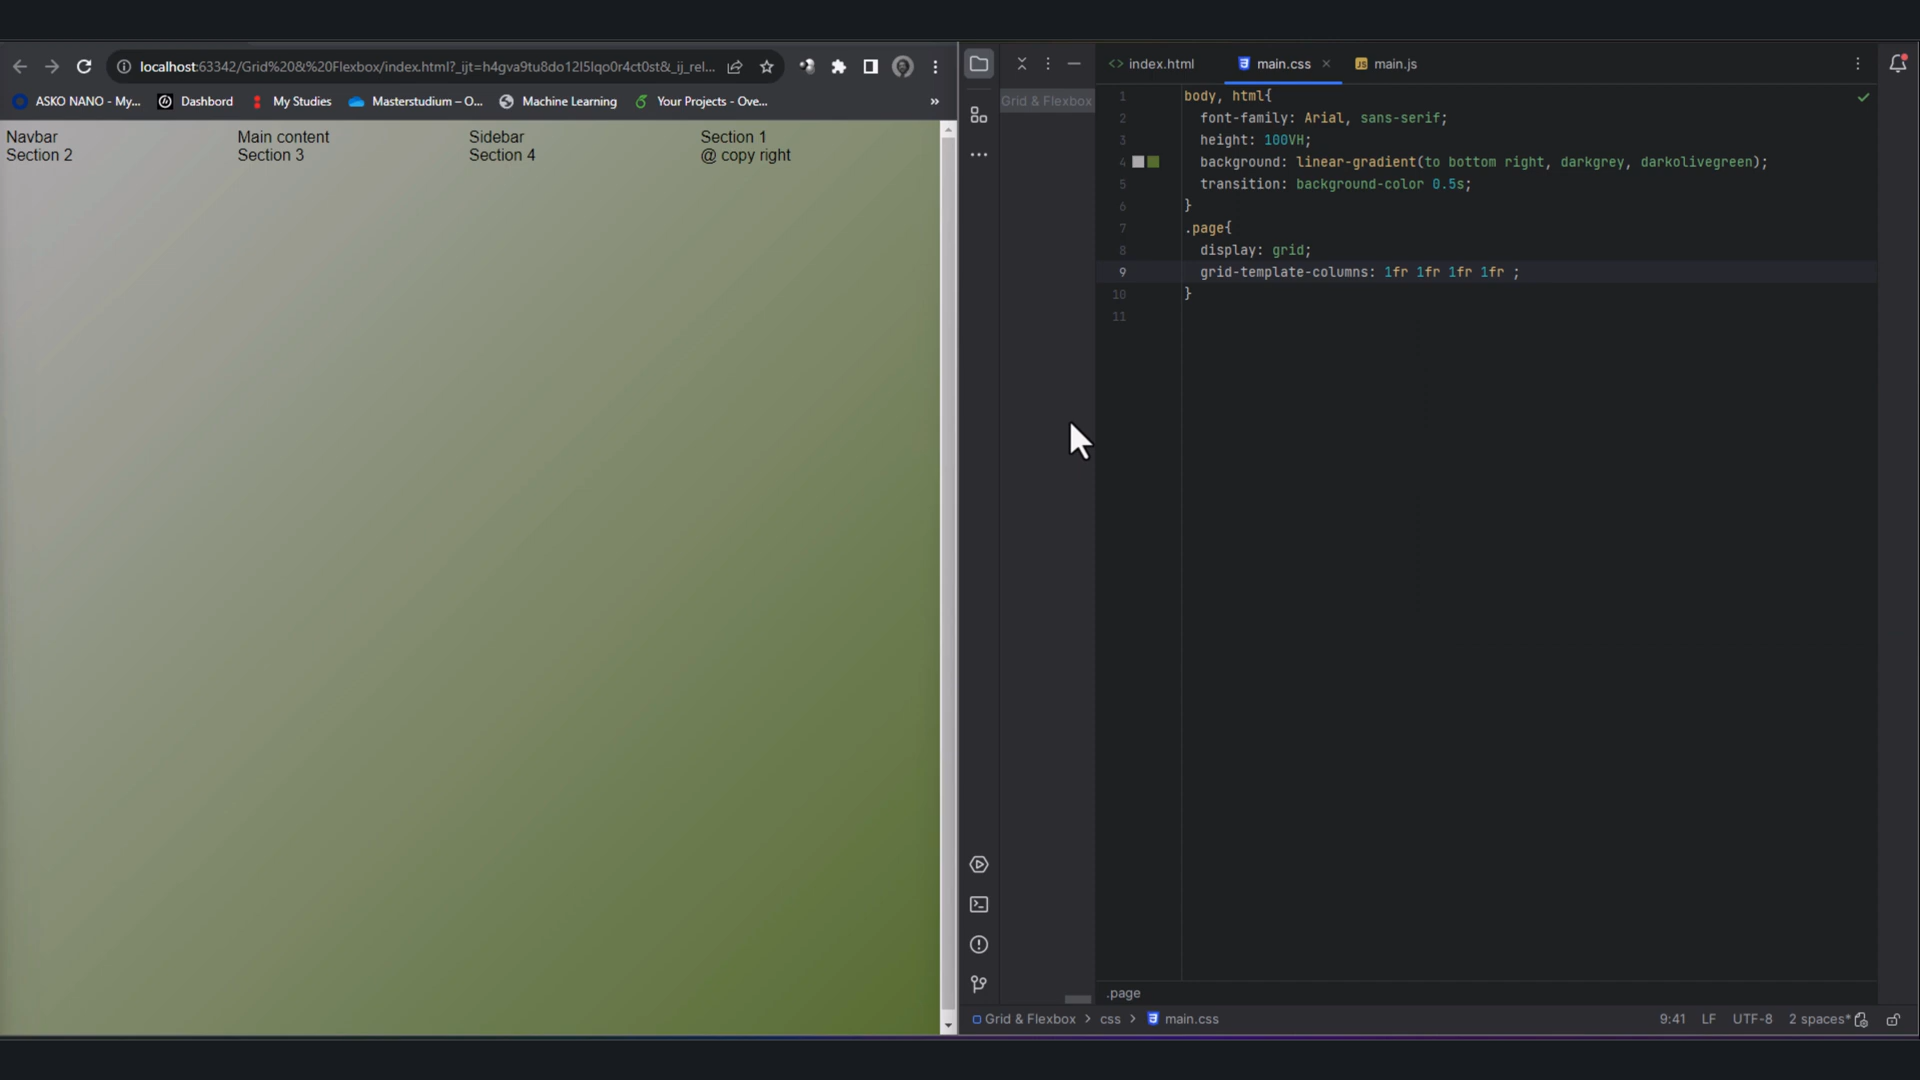 localhost:63342/Grid%20&%20Flexbox/index.html?_ijt=h4gva9tu8do12l5lqo0r4ct0st&_ij_rel...
ASKO NANO - My...
Dashbord
My Studies
Masterstudium – O...
Machine Learning
Your Projects - Ove...
»
Navbar
Main content
Sidebar
Section 1
Section 2
Section 3
Section 4
@ copy right
Grid & Flexbox
<> index.html
main.css
JS main.js
1 body, html{
2 font-family: Arial, sans-serif;
3 height: 100VH;
4 background: linear-gradient(to bottom right, darkgrey, darkolivegreen);
5 transition: background-color 0.5s;
6 }
7 .page{
8 display: grid;
9 grid-template-columns: 1fr 1fr 1fr 1fr ;
10 }
11
.page
Grid & Flexbox > css > main.css
9:41 LF UTF-8 2 spaces*